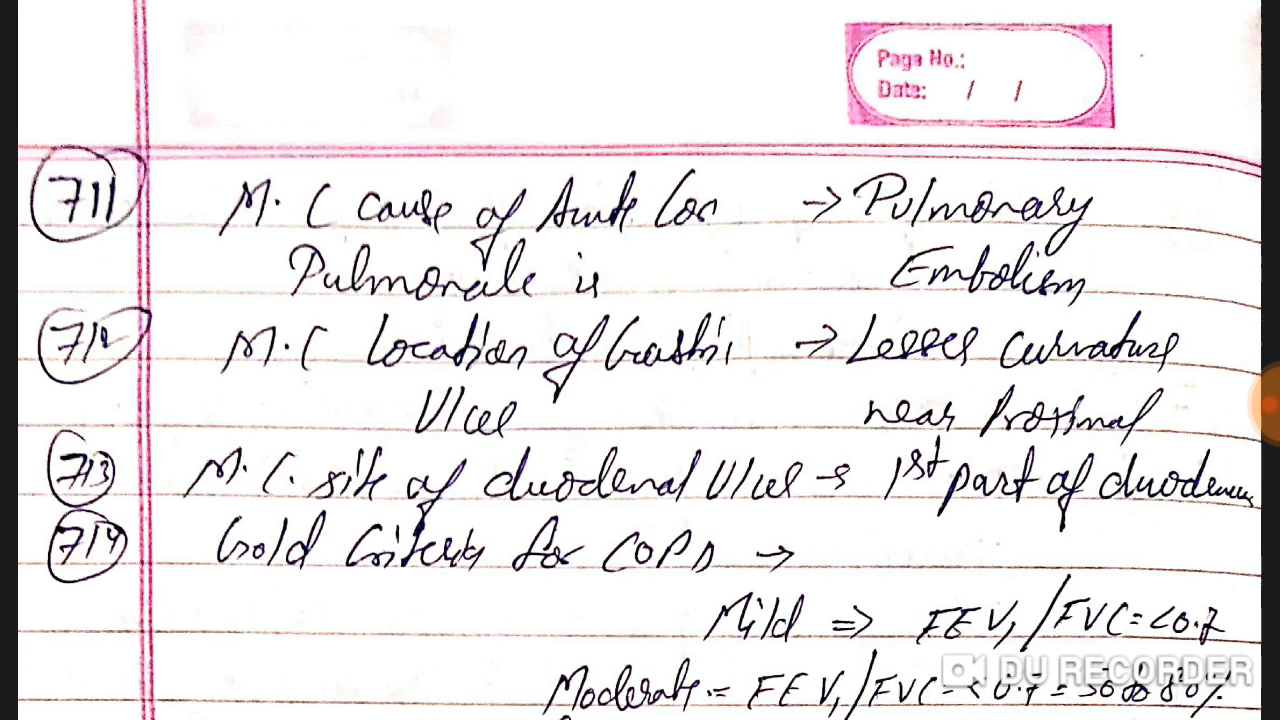 Page No.:
Date: / /
711 M.C cause of Acute Cor → Pulmonary
Pulmonale is Embolism
712 M.C Location of Gastric → Lesser curvature
Ulcer near Proximal
713 M.C. site of duodenal Ulcer → 1st part of duodenum
714 Gold Criteria for COPD →
Mild ⇒ FEV₁/FVC = <0.7
Moderate = FEV₁/FVC = <0.7 = 80%
DU RECORDER